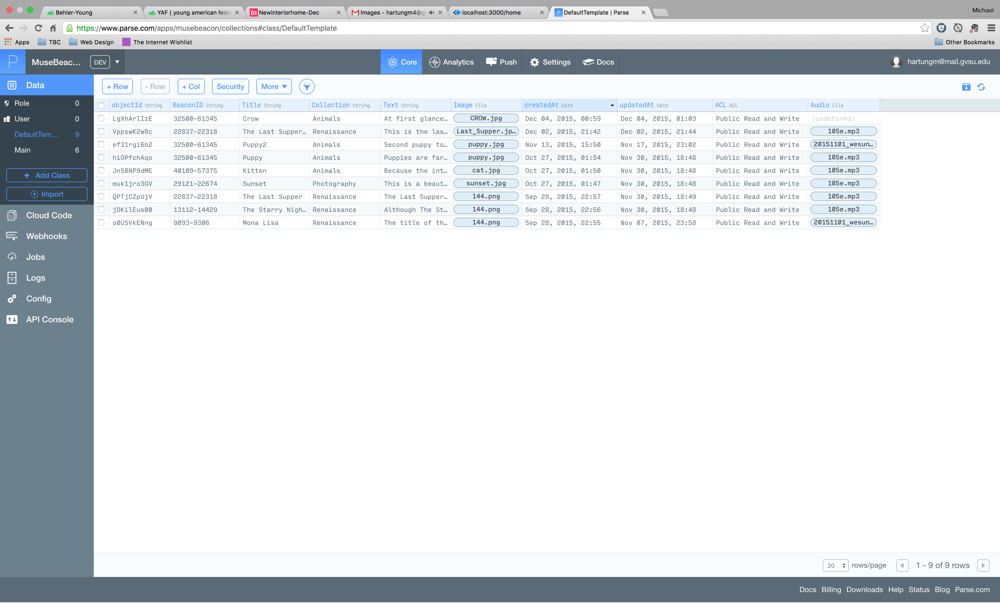 Behler-Young
YAF ( young american fede
Newinteriorhome-Dec
Images - hartungm4@g
localhost:3000/home
DefaultTemplate | Parse
Michael
https://www.parse.com/apps/musebeacon/collections#class/DefaultTemplate
Apps TBC Web Design The Internet Wishlist Other Bookmarks
P MuseBeac... DEV Core Analytics Push Settings Docs hartungm@mail.gvsu.edu
Data
Role 0
User 0
DefaultTem... 9
Main 6
+ Add Class
Import
Cloud Code
Webhooks
Jobs
Logs
Config
API Console
+ Row - Row + Col Security More
objectId String BeaconID String Title String Collection String Text String Image File createdAt Date updatedAt Date ACL ACL Audio File
LgXhArlIzE 32500-61345 Crow Animals At first glance... CROW.jpg Dec 04, 2015, 00:59 Dec 04, 2015, 01:03 Public Read and Write (undefined)
VppswK2w8c 22837-22318 The Last Supper... Renaissance This is the las... Last_Supper.jp... Dec 02, 2015, 21:42 Dec 02, 2015, 21:44 Public Read and Write 105e.mp3
ef31rgi6b2 32500-61345 Puppy2 Animals Second puppy to... puppy.jpg Nov 13, 2015, 15:50 Nov 17, 2015, 23:02 Public Read and Write 20151101_wesun...
hiOPfchAqo 32500-61345 Puppy Animals Puppies are far... puppy.jpg Oct 27, 2015, 01:54 Nov 30, 2015, 18:48 Public Read and Write 105e.mp3
JnSBNP9dME 40109-57375 Kitten Animals Because the int... cat.jpg Oct 27, 2015, 01:50 Nov 30, 2015, 18:48 Public Read and Write 105e.mp3
muk1jro3GV 29121-22674 Sunset Photography This is a beaut... sunset.jpg Oct 27, 2015, 01:47 Nov 30, 2015, 18:48 Public Read and Write 105e.mp3
QPTjCZpUjV 22837-22318 The Last Supper Renaissance The Last Supper... 144.png Sep 28, 2015, 22:57 Nov 30, 2015, 18:49 Public Read and Write 105e.mp3
jDKilEus00 13112-14429 The Starry Nigh... Renaissance Although The St... 144.png Sep 28, 2015, 22:56 Nov 30, 2015, 18:48 Public Read and Write 105e.mp3
o0USVkENng 9093-9306 Mona Lisa Renaissance The title of th... 144.png Sep 28, 2015, 22:55 Nov 07, 2015, 23:58 Public Read and Write 20151101_wesun...
20 rows/page 1 - 9 of 9 rows
Docs Billing Downloads Help Status Blog Parse.com